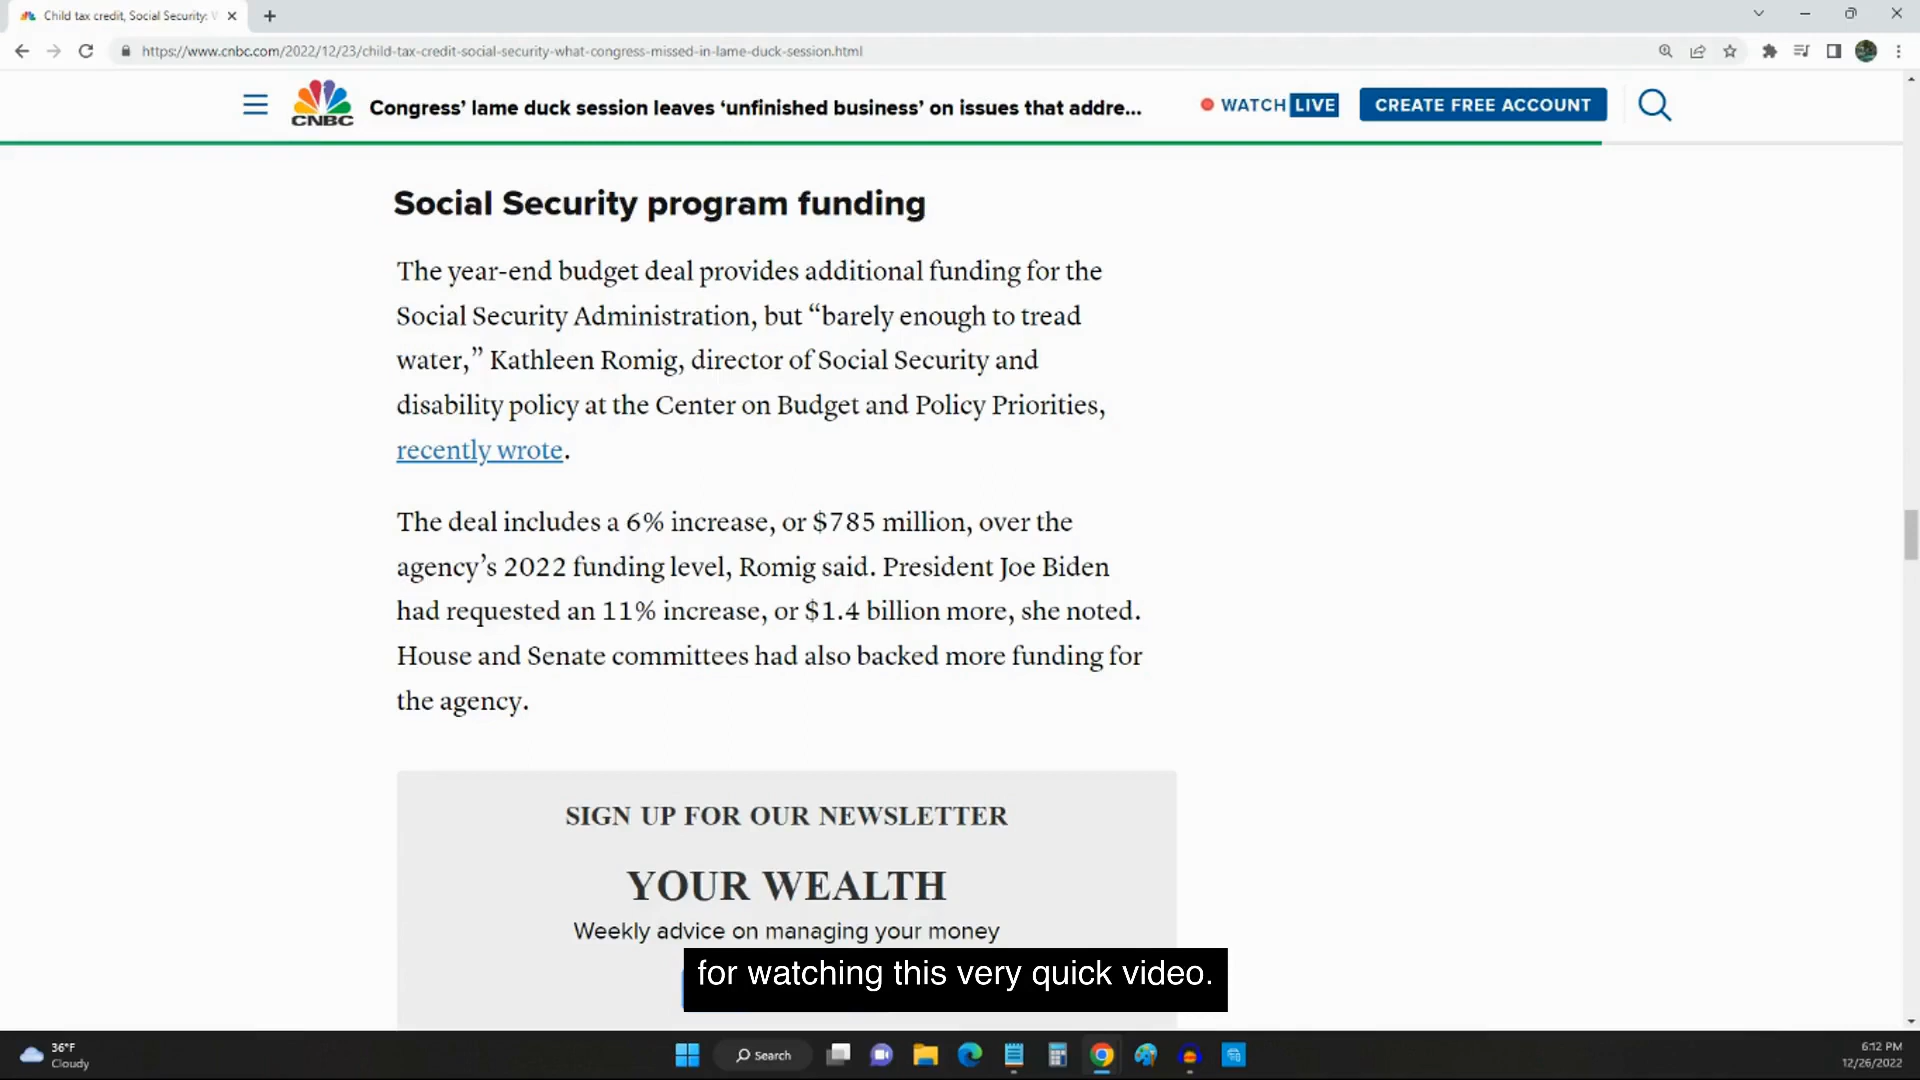 Child tax credit, Social Security:
https://www.cnbc.com/2022/12/23/child-tax-credit-social-security-what-congress-missed-in-lame-duck-session.html
CNBC
Congress’ lame duck session leaves ‘unfinished business’ on issues that addre...
WATCH LIVE
CREATE FREE ACCOUNT
Social Security program funding
The year-end budget deal provides additional funding for the
Social Security Administration, but “barely enough to tread
water,” Kathleen Romig, director of Social Security and
disability policy at the Center on Budget and Policy Priorities,
recently wrote.
The deal includes a 6% increase, or $785 million, over the
agency’s 2022 funding level, Romig said. President Joe Biden
had requested an 11% increase, or $1.4 billion more, she noted.
House and Senate committees had also backed more funding for
the agency.
SIGN UP FOR OUR NEWSLETTER
YOUR WEALTH
Weekly advice on managing your money
for watching this very quick video.
36°F
Cloudy
Search
6:12 PM
12/26/2022